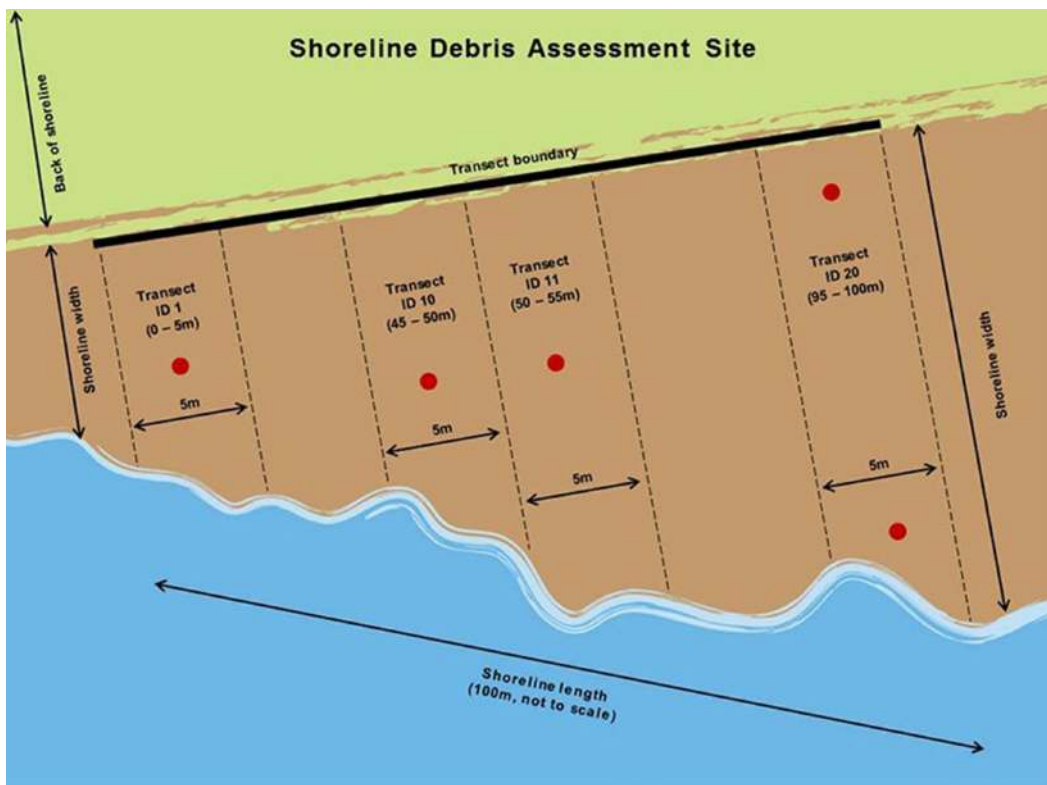 Shoreline Debris Assessment Site
Back of shoreline
Transect boundary
Shoreline width
Transect
ID 1
(0 – 5m)
5m
Transect
ID 10
(45 – 50m)
5m
Transect
ID 11
(50 – 55m)
5m
Transect
ID 20
(95 – 100m)
5m
Shoreline width
Shoreline length
(100m, not to scale)